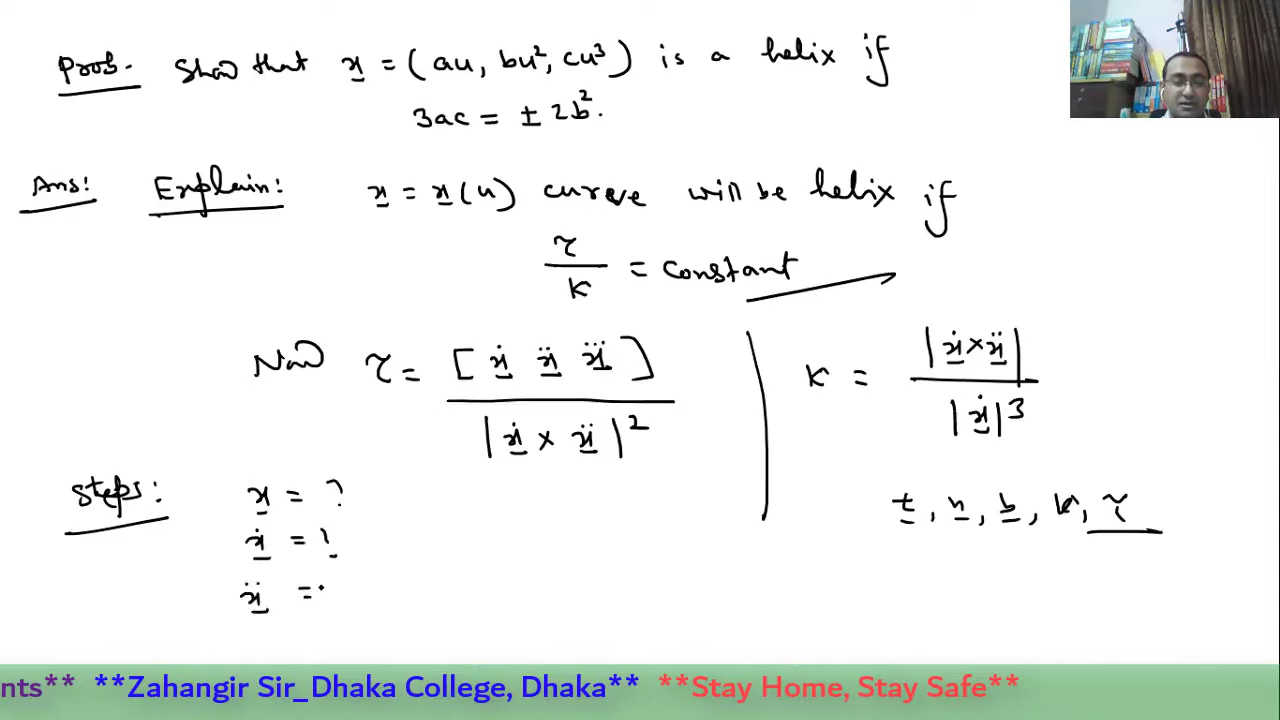 Prob. Show that x = (au, bu², cu³) is a helix if
3ac = ± 2b².
Ans: Explain: x = x(u) curve will be helix if
τ/κ = constant
Now τ = [ẋ ẍ x⃛] / |ẋ × ẍ|² | κ = |ẋ×ẍ| / |ẋ|³
Steps: x = ?
t, n, b, κ, τ
ẋ = ?
ẍ =
nts** **Zahangir Sir_Dhaka College, Dhaka** **Stay Home, Stay Safe**